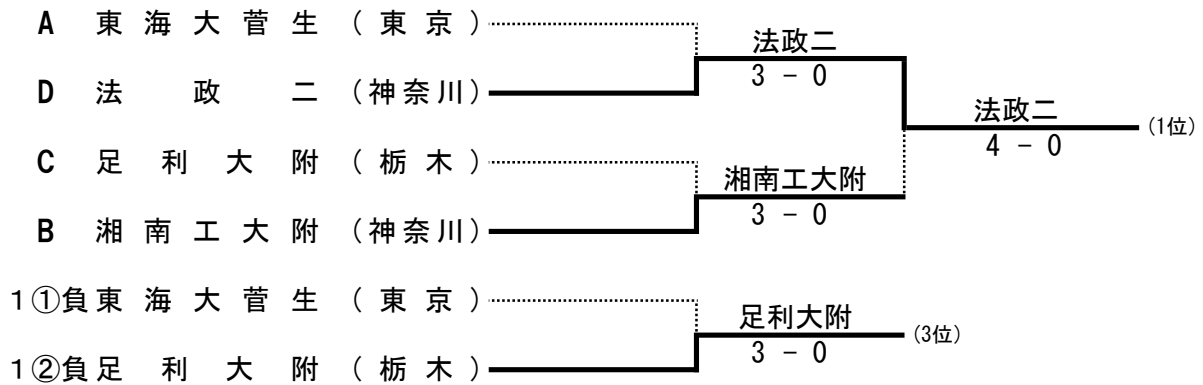 A 東海大菅生(東京)
法政二
3 - 0
D 法政二(神奈川)
法政二
(1位)
4 - 0
C 足利大附(栃木)
湘南工大附
3 - 0
B 湘南工大附(神奈川)
1①負東海大菅生(東京)
足利大附
(3位)
3 - 0
1②負足利大附(栃木)